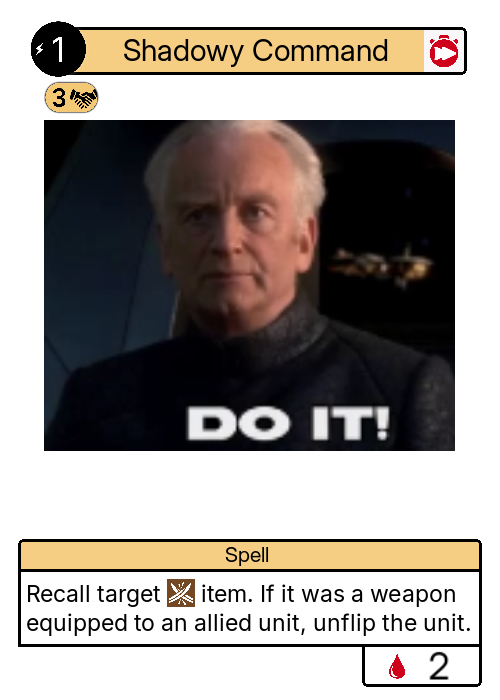 1 Shadowy Command
3
DO IT!
Spell
Recall target item. If it was a weapon
equipped to an allied unit, unflip the unit.
2